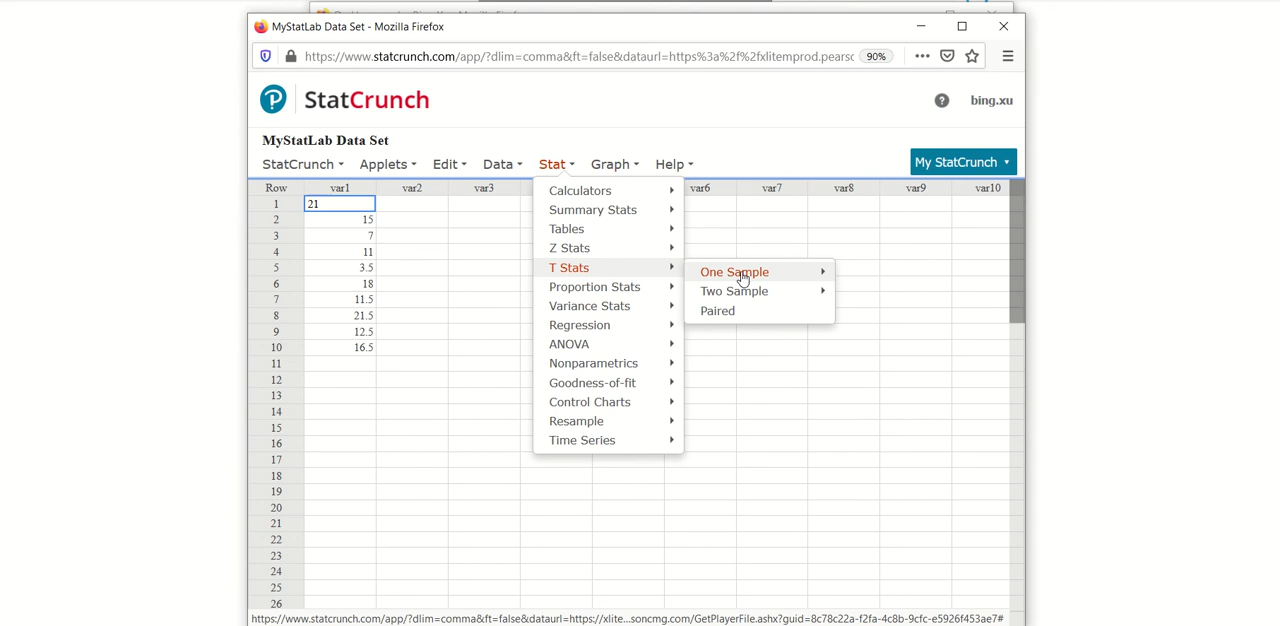 MyStatLab Data Set - Mozilla Firefox
https://www.statcrunch.com/app/?dlim=comma&ft=false&dataurl=https%3a%2f%2fxlitemprod.pearsc 90%
StatCrunch bing.xu
MyStatLab Data Set
StatCrunch Applets Edit Data Stat Graph Help My StatCrunch
Row var1 var2 var3 var6 var7 var8 var9 var10
1 21 Calculators
2 15 Summary Stats
3 7 Tables
4 11 Z Stats
5 3.5 T Stats One Sample
6 18 Proportion Stats Two Sample
7 11.5 Variance Stats Paired
8 21.5 Regression
9 12.5 ANOVA
10 16.5 Nonparametrics
11 Goodness-of-fit
12 Control Charts
13 Resample
14 Time Series
15
16
17
18
19
20
21
22
23
24
25
26
https://www.statcrunch.com/app/?dlim=comma&ft=false&dataurl=https://xlite...soncmg.com/GetPlayerFile.ashx?guid=8c78c22a-f2fa-4c8b-9cfc-e5926f453ae7#